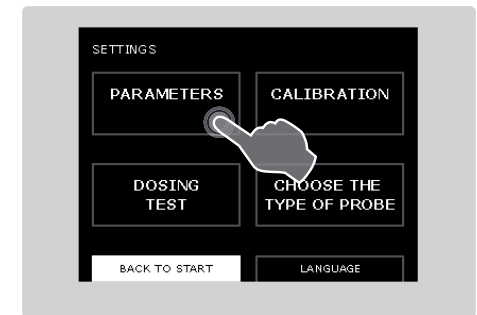 SETTINGS
PARAMETERS
CALIBRATION
DOSING
TEST
CHOOSE THE
TYPE OF PROBE
BACK TO START
LANGUAGE